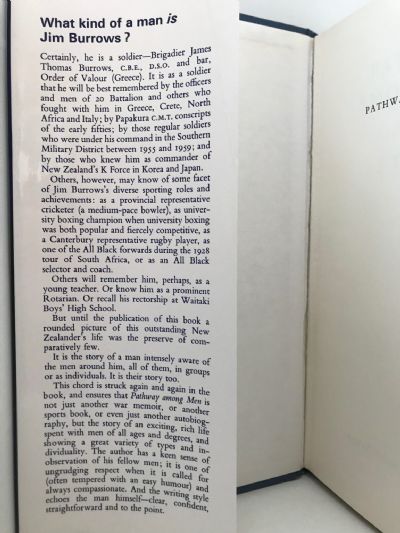 What kind of a man is
Jim Burrows?
Certainly, he is a soldier—Brigadier James
Thomas Burrows, C.B.E., D.S.O. and bar,
Order of Valour (Greece). It is as a soldier
that he will be best remembered by the officers
and men of 20 Battalion and others who
fought with him in Greece, Crete, North
Africa and Italy; by Papakura C.M.T. conscripts
of the early fifties; by those regular soldiers
who were under his command in the Southern
Military District between 1955 and 1959; and
by those who knew him as commander of
New Zealand's K Force in Korea and Japan.
Others, however, may know of some facet
of Jim Burrows's diverse sporting roles and
achievements: as a provincial representative
cricketer (a medium-pace bowler), as univer-
sity boxing champion when university boxing
was both popular and fiercely competitive, as
a Canterbury representative rugby player, as
one of the All Black forwards during the 1928
tour of South Africa, or as an All Black
selector and coach.
Others will remember him, perhaps, as a
young teacher. Or know him as a prominent
Rotarian. Or recall his rectorship at Waitaki
Boys' High School.
But until the publication of this book a
rounded picture of this outstanding New
Zealander's life was the preserve of com-
paratively few.
It is the story of a man intensely aware of
the men around him, all of them, in groups
or as individuals. It is their story too.
This chord is struck again and again in the
book, and ensures that Pathway among Men is
not just another war memoir, or another
sports book, or even just another autobiog-
raphy, but the story of an exciting, rich life
spent with men of all ages and degrees, and
showing a great variety of types and in-
dividuality. The author has a keen sense of
observation of his fellow men; it is one of
ungrudging respect when it is called for
(often tempered with an easy humour) and
always compassionate. And the writing style
echoes the man himself—clear, confident,
straightforward and to the point.
PATHWA